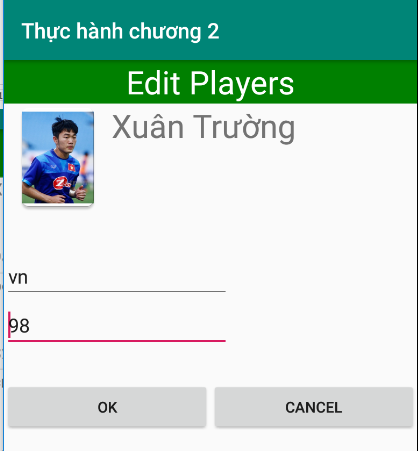 Thực hành chương 2
Edit Players
Xuân Trường
vn
98
OK
CANCEL